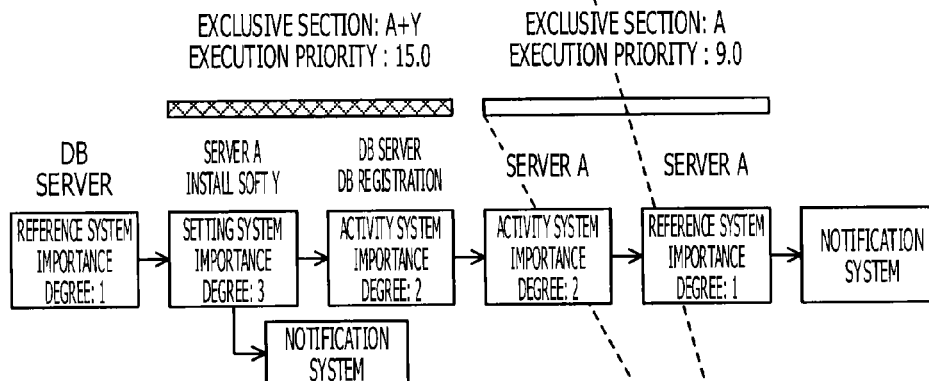 EXCLUSIVE SECTION: A+Y
EXECUTION PRIORITY : 15.0
EXCLUSIVE SECTION: A
EXECUTION PRIORITY : 9.0
DB
SERVER
SERVER A
INSTALL SOFT Y
DB SERVER
DB REGISTRATION
SERVER A
SERVER A
REFERENCE SYSTEM
IMPORTANCE
DEGREE: 1
SETTING SYSTEM
IMPORTANCE
DEGREE: 3
ACTIVITY SYSTEM
IMPORTANCE
DEGREE: 2
ACTIVITY SYSTEM
IMPORTANCE
DEGREE: 2
REFERENCE SYSTEM
IMPORTANCE
DEGREE: 1
NOTIFICATION
SYSTEM
NOTIFICATION
SYSTEM